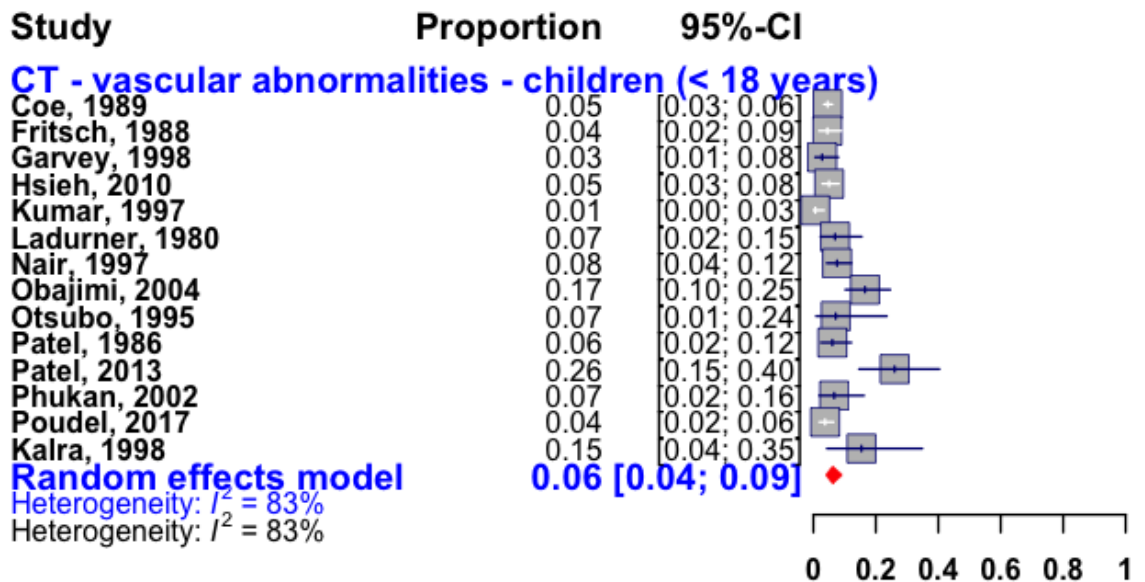 Study Proportion 95%-CI
CT - vascular abnormalities - children (< 18 years)
Coe, 1989 0.05 [0.03; 0.06]
Fritsch, 1988 0.04 [0.02; 0.09]
Garvey, 1998 0.03 [0.01; 0.08]
Hsieh, 2010 0.05 [0.03; 0.08]
Kumar, 1997 0.01 [0.00; 0.03]
Ladurner, 1980 0.07 [0.02; 0.15]
Nair, 1997 0.08 [0.04; 0.12]
Obajimi, 2004 0.17 [0.10; 0.25]
Otsubo, 1995 0.07 [0.01; 0.24]
Patel, 1986 0.06 [0.02; 0.12]
Patel, 2013 0.26 [0.15; 0.40]
Phukan, 2002 0.07 [0.02; 0.16]
Poudel, 2017 0.04 [0.02; 0.06]
Kalra, 1998 0.15 [0.04; 0.35]
Random effects model 0.06 [0.04; 0.09]
Heterogeneity: I² = 83%
Heterogeneity: I² = 83%
0 0.2 0.4 0.6 0.8 1